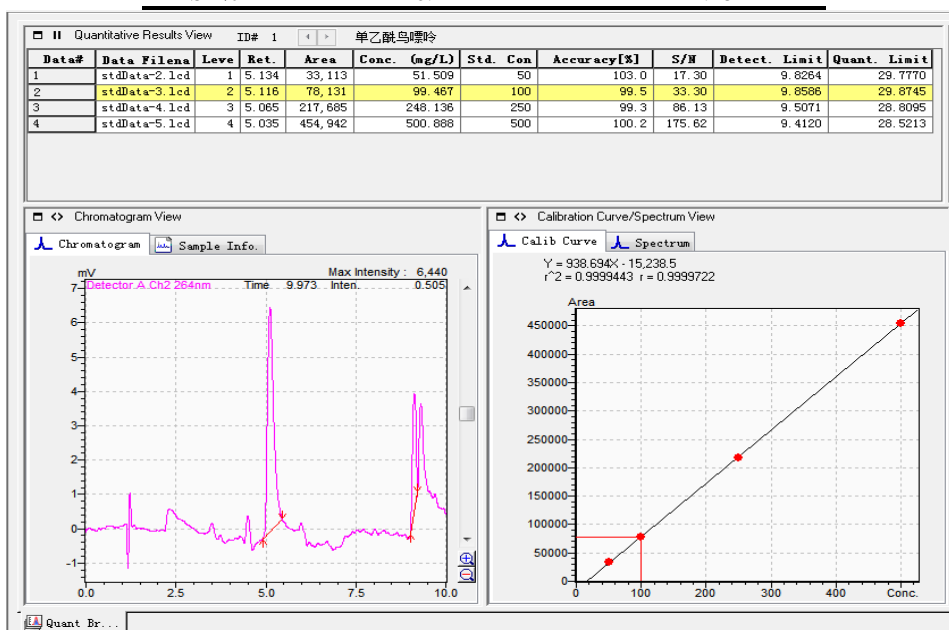 Quantitative Results View ID# 1 单乙酰鸟嘌呤
Data# Data Filena Leve Ret. Area Conc. (mg/L) Std. Con Accuracy[%] S/N Detect. Limit Quant. Limit
1 stdData-2.lcd 1 5.134 33,113 51.509 50 103.0 17.30 9.8264 29.7770
2 stdData-3.lcd 2 5.116 78,131 99.467 100 99.5 33.30 9.8586 29.8745
3 stdData-4.lcd 3 5.065 217,685 248.136 250 99.3 86.13 9.5071 28.8095
4 stdData-5.lcd 4 5.035 454,942 500.888 500 100.2 175.62 9.4120 28.5213
Chromatogram View
Chromatogram Sample Info.
mV Max Intensity : 6,440
Detector A Ch2 264nm Time 9.973 Inten. 0.505
7
6
5
4
3
2
1
0
-1
0.0 2.5 5.0 7.5 10.0
Calibration Curve/Spectrum View
Calib Curve Spectrum
Y = 938.694X - 15,238.5
r^2 = 0.9999443 r = 0.9999722
Area
450000
400000
350000
300000
250000
200000
150000
100000
50000
0
0 100 200 300 400 Conc.
Quant Br...